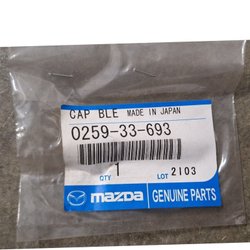 CAP BLE MADE IN JAPAN
0259-33-693
1
QTY LOT 2103
mazda GENUINE PARTS